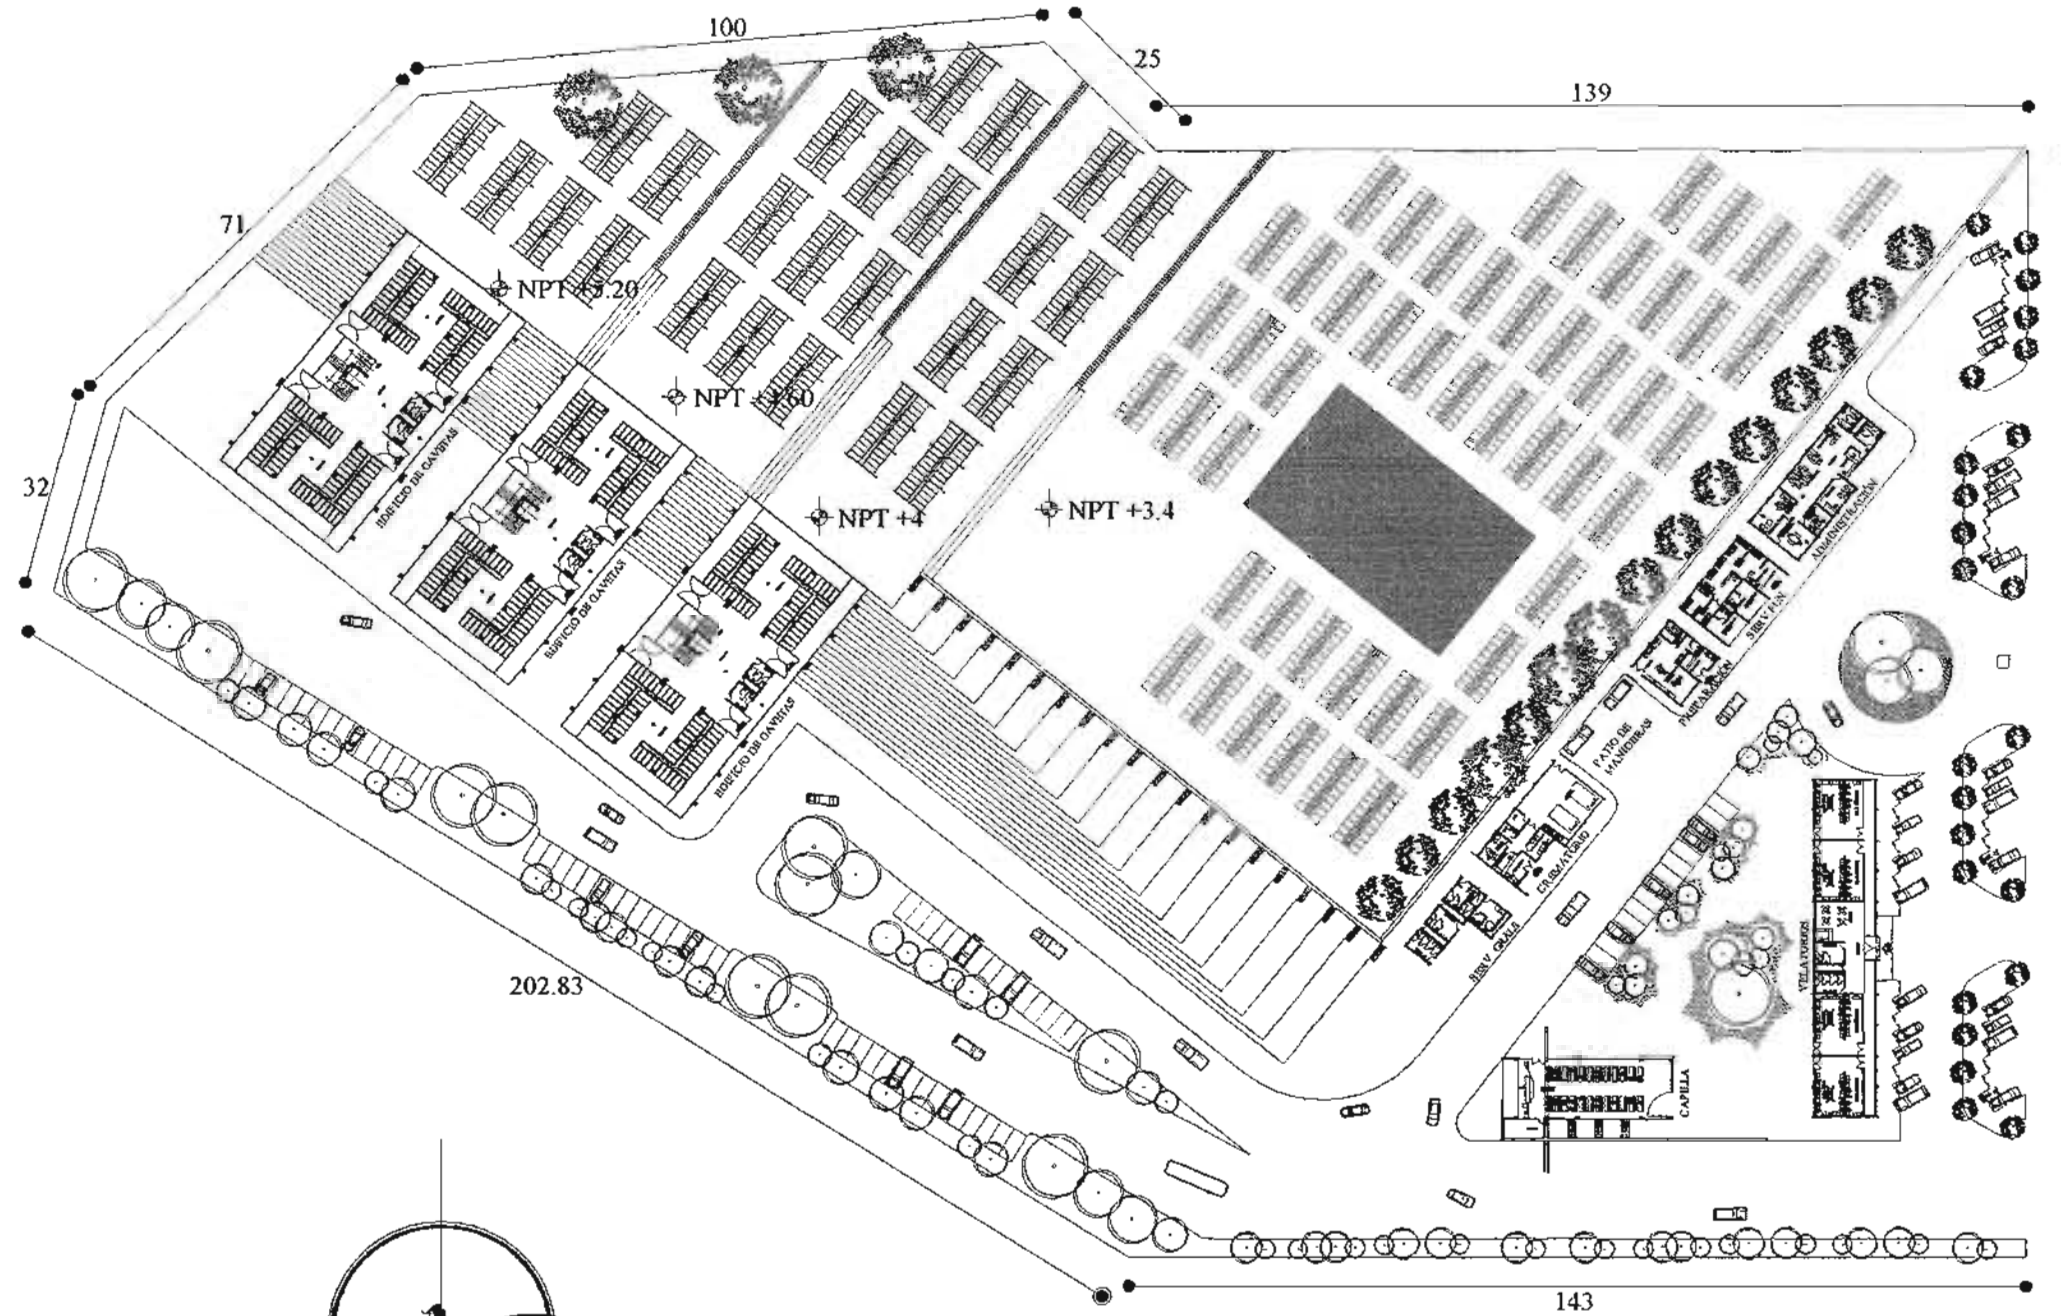 100
25
139
71
NPT +5.20
NPT +4.60
32
EDIFICIO DE GAVETAS
NPT +4
NPT +3.4
ADMINISTRACION
EDIFICIO DE GAVETAS
SERV FUN
PREPARACION
EDIFICIO DE GAVETAS
PATIO DE
MANIOBRAS
CREMATORIO
SERV GRALS
VELATORIOS
202.83
CAPILLA
143